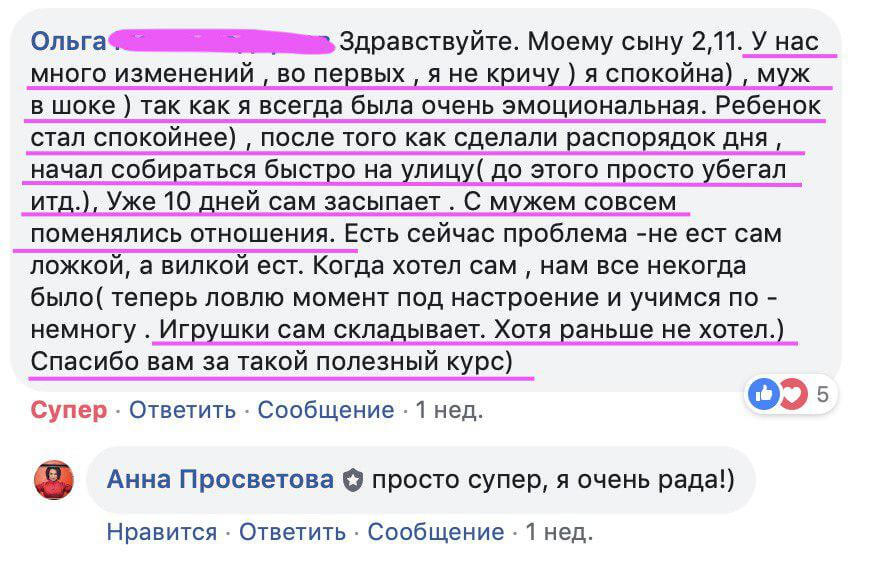 Ольга Здравствуйте. Моему сыну 2,11. У нас
много изменений , во первых , я не кричу ) я спокойна) , муж
в шоке ) так как я всегда была очень эмоциональная. Ребенок
стал спокойнее) , после того как сделали распорядок дня ,
начал собираться быстро на улицу( до этого просто убегал
итд.), Уже 10 дней сам засыпает . С мужем совсем
поменялись отношения. Есть сейчас проблема -не ест сам
ложкой, а вилкой ест. Когда хотел сам , нам все некогда
было( теперь ловлю момент под настроение и учимся по -
немногу . Игрушки сам складывает. Хотя раньше не хотел.)
Спасибо вам за такой полезный курс)
5
Супер · Ответить · Сообщение · 1 нед.
Анна Просветова просто супер, я очень рада!)
Нравится · Ответить · Сообщение · 1 нед.